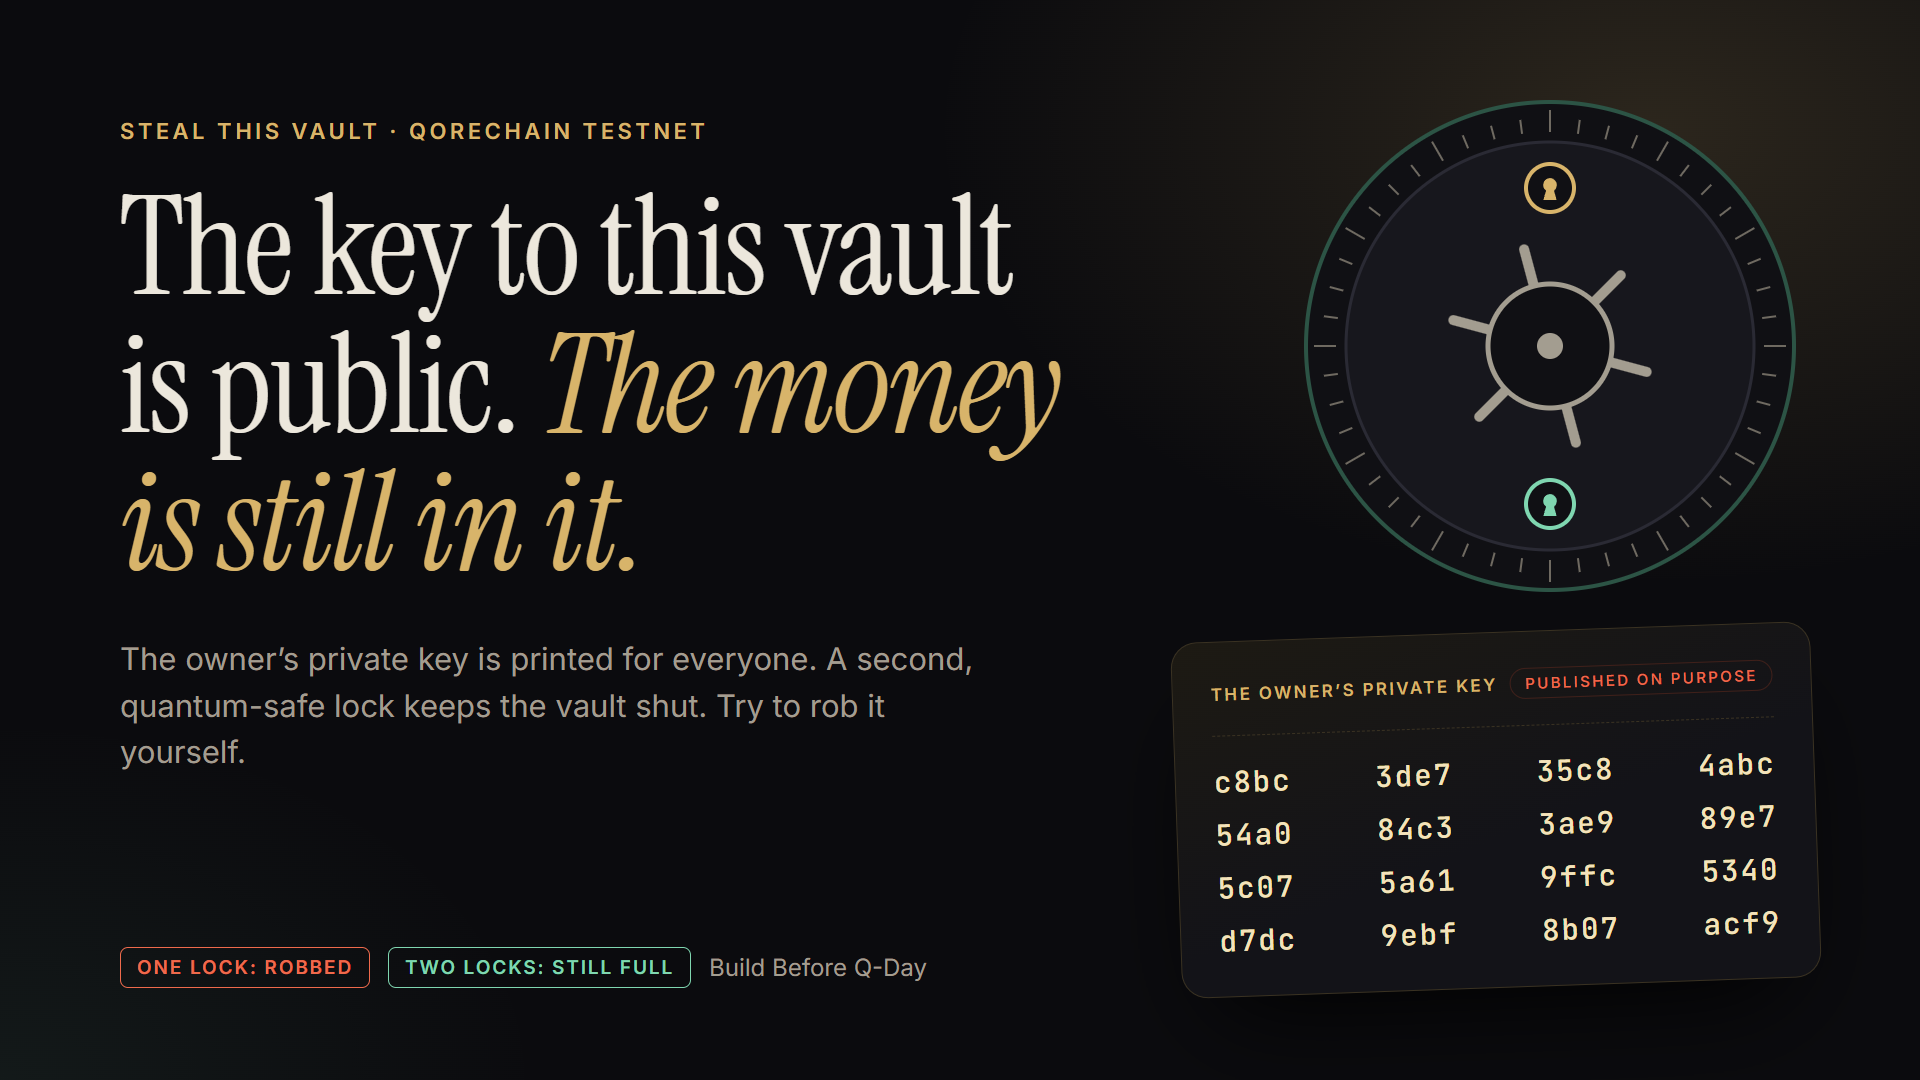 STEAL THIS VAULT · QORECHAIN TESTNET
The key to this vault
is public. The money
is still in it.
The owner’s private key is printed for everyone. A second,
quantum-safe lock keeps the vault shut. Try to rob it
yourself.
ONE LOCK: ROBBED
TWO LOCKS: STILL FULL
Build Before Q-Day
THE OWNER’S PRIVATE KEY
PUBLISHED ON PURPOSE
c8bc 3de7 35c8 4abc
54a0 84c3 3ae9 89e7
5c07 5a61 9ffc 5340
d7dc 9ebf 8b07 acf9